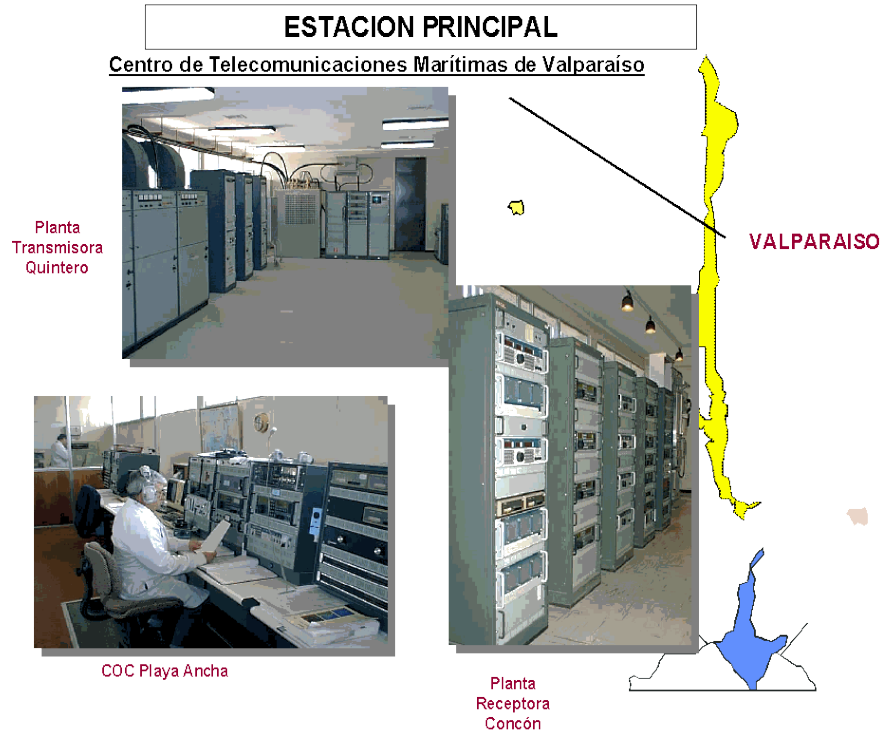 ESTACION PRINCIPAL
Centro de Telecomunicaciones Marítimas de Valparaíso
Planta
Transmisora
Quintero
VALPARAISO
COC Playa Ancha
Planta
Receptora
Concón